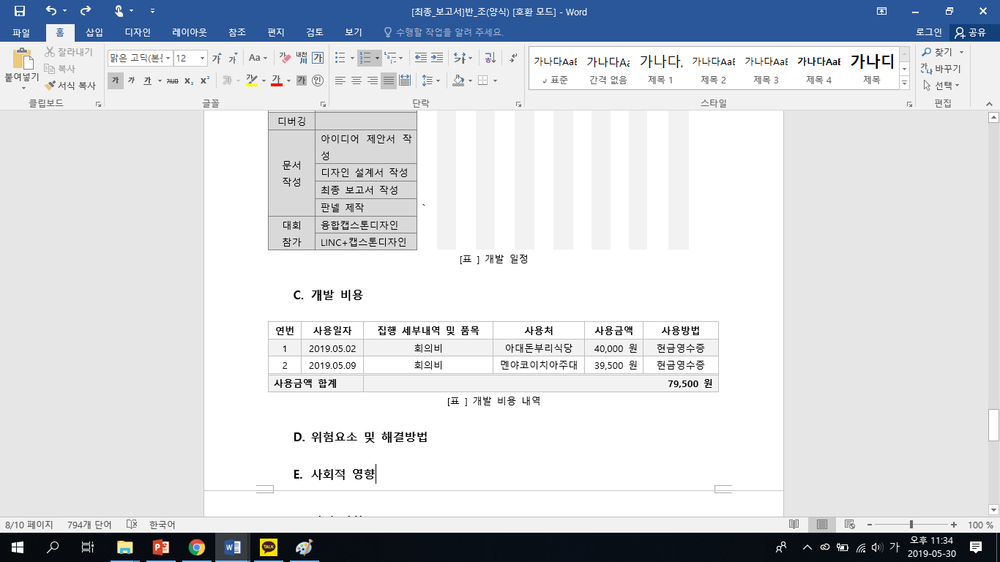 [최종_보고서]반_조(양식) [호환 모드] - Word
파일 홈 삽입 디자인 레이아웃 참조 편지 검토 보기 수행할 작업을 알려 주세요. 로그인 공유
붙여넣기 잘라내기 복사 서식 복사
맑은 고딕(본문 12
가나다AaB 가나다Aa 가나다 가나다AaB 가나다AaB 가나다AaB 가나다
표준 간격 없음 제목 1 제목 2 제목 3 제목 4 제목
찾기 바꾸기 선택
클립보드 글꼴 단락 스타일 편집
디버깅
문서 작성
아이디어 제안서 작성
디자인 설계서 작성
최종 보고서 작성
판넬 제작 `
대회 참가
융합캡스톤디자인
LINC+캡스톤디자인
[표 ] 개발 일정
C. 개발 비용
연번 사용일자 집행 세부내역 및 품목 사용처 사용금액 사용방법
1 2019.05.02 회의비 아대돈부리식당 40,000 원 현금영수증
2 2019.05.09 회의비 멘야코이치아주대 39,500 원 현금영수증
사용금액 합계 79,500 원
[표 ] 개발 비용 내역
D. 위험요소 및 해결방법
E. 사회적 영향
8/10 페이지 794개 단어 한국어 100 %
TALK 가 오후 11:34
2019-05-30